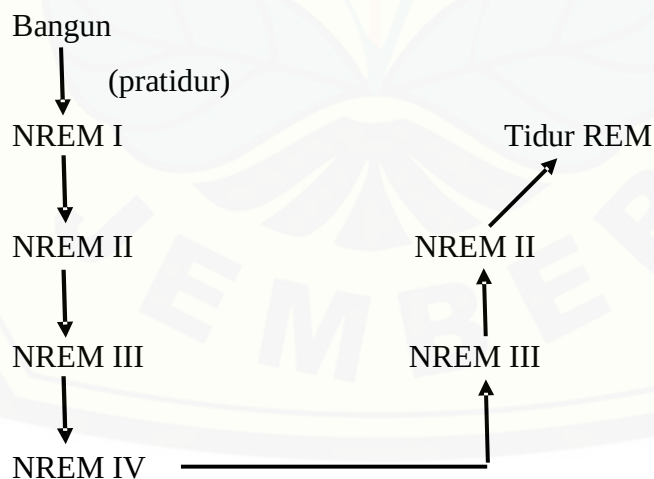 Bangun
(pratidur)
NREM I
Tidur REM
NREM II
NREM II
NREM III
NREM III
NREM IV